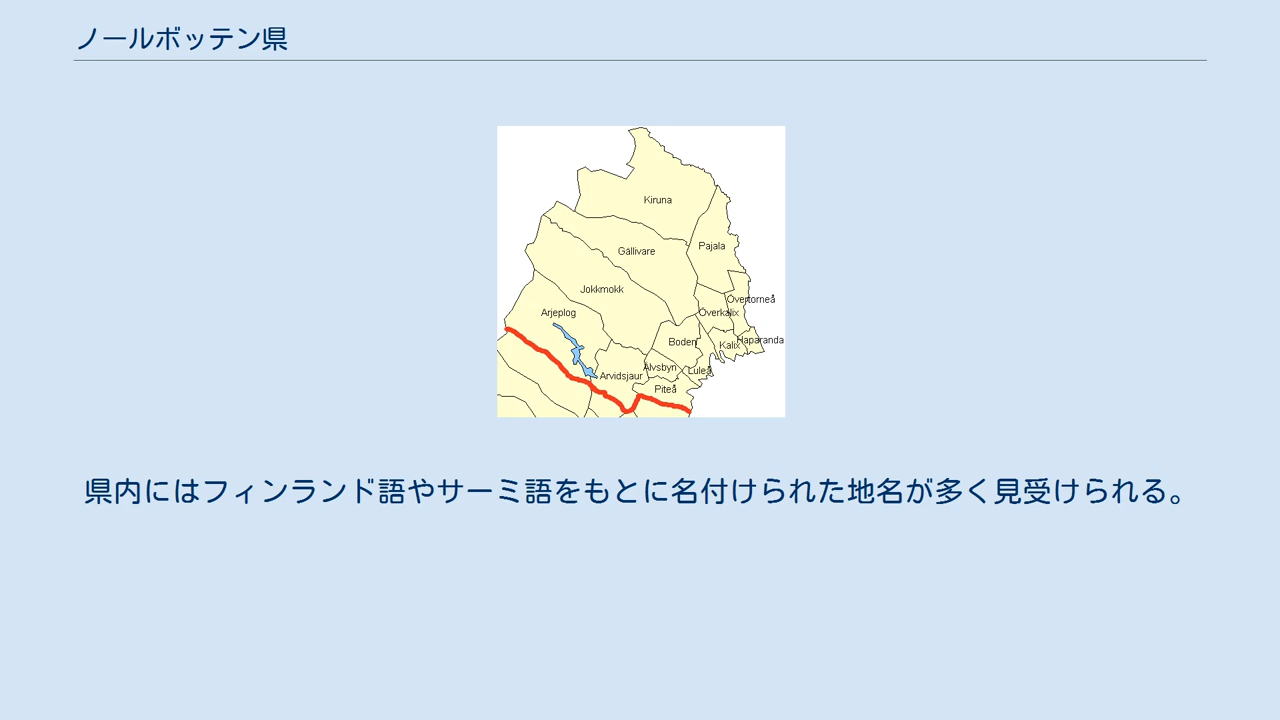 ノールボッテン県
Kiruna
Pajala
Gällivare
Jokkmokk
Övertorneå
Arjeplog
Överkalix
Boden
Kalix
Haparanda
Älvsbyn
Luleå
Arvidsjaur
Piteå
県内にはフィンランド語やサーミ語をもとに名付けられた地名が多く見受けられる。